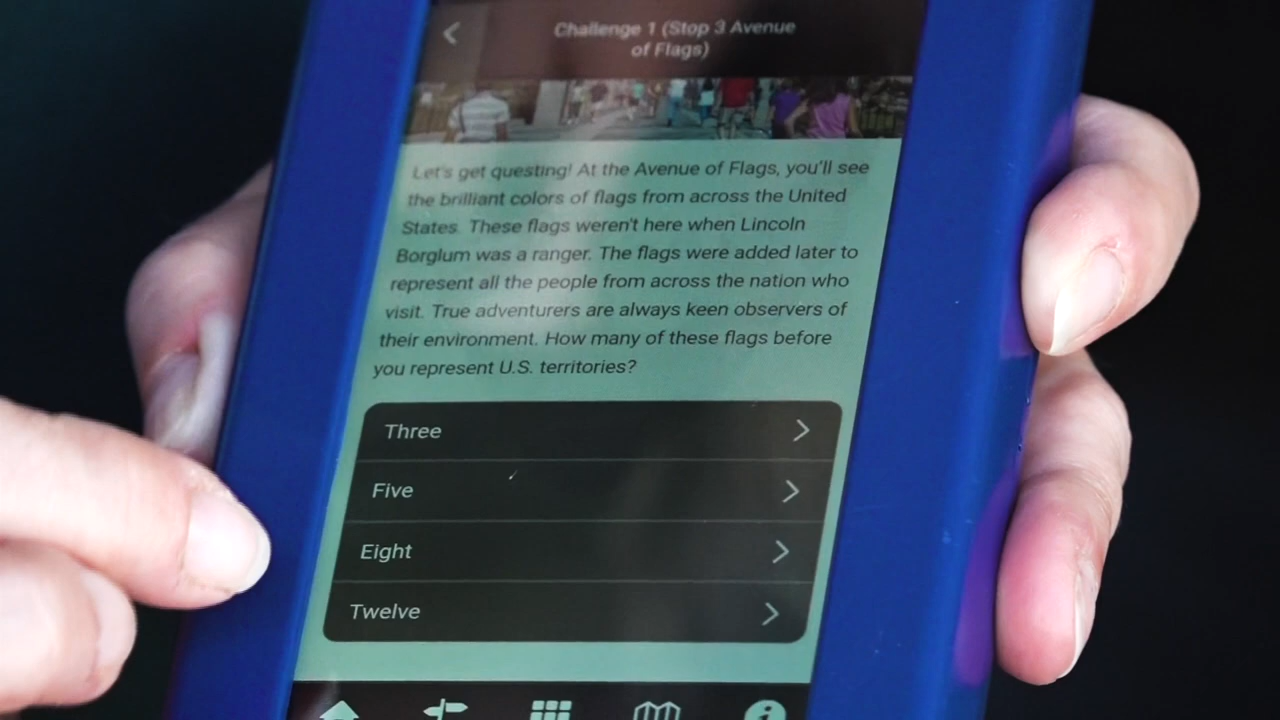 Challenge 1 (Stop 3 Avenue
of Flags)
Let's get questing! At the Avenue of Flags, you'll see
the brilliant colors of flags from across the United
States. These flags weren't here when Lincoln
Borglum was a ranger. The flags were added later to
represent all the people from across the nation who
visit. True adventurers are always keen observers of
their environment. How many of these flags before
you represent U.S. territories?
Three
Five
Eight
Twelve